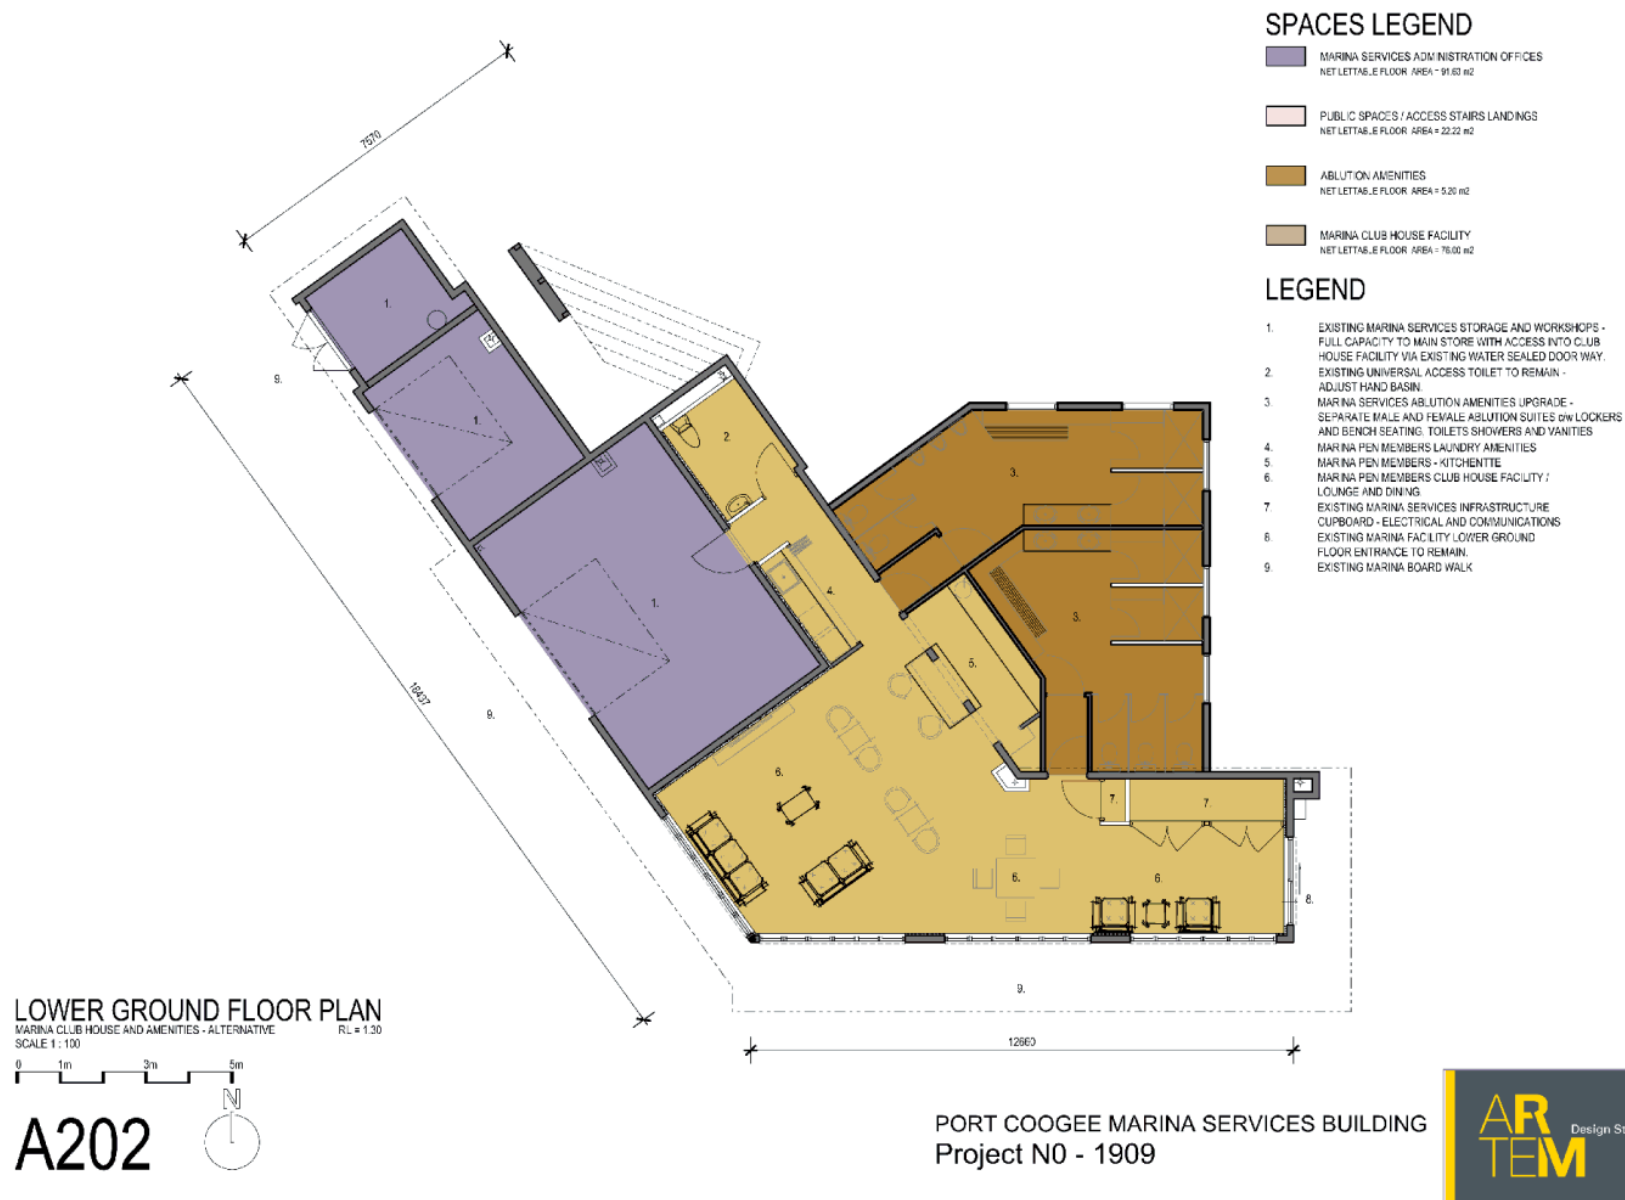 SPACES LEGEND
MARINA SERVICES ADMINISTRATION OFFICES
NET LETTABLE FLOOR AREA = 91.63 m2
PUBLIC SPACES / ACCESS STAIRS LANDINGS
NET LETTABLE FLOOR AREA = 22.22 m2
ABLUTION AMENITIES
NET LETTABLE FLOOR AREA = 5.20 m2
MARINA CLUB HOUSE FACILITY
NET LETTABLE FLOOR AREA = 76.00 m2
LEGEND
1. EXISTING MARINA SERVICES STORAGE AND WORKSHOPS -
FULL CAPACITY TO MAIN STORE WITH ACCESS INTO CLUB
HOUSE FACILITY VIA EXISTING WATER SEALED DOOR WAY.
2. EXISTING UNIVERSAL ACCESS TOILET TO REMAIN -
ADJUST HAND BASIN.
3. MARINA SERVICES ABLUTION AMENITIES UPGRADE -
SEPARATE MALE AND FEMALE ABLUTION SUITES c/w LOCKERS
AND BENCH SEATING, TOILETS SHOWERS AND VANITIES
4. MARINA PEN MEMBERS LAUNDRY AMENITIES
5. MARINA PEN MEMBERS - KITCHENTTE
6. MARINA PEN MEMBERS CLUB HOUSE FACILITY /
LOUNGE AND DINING.
7. EXISTING MARINA SERVICES INFRASTRUCTURE
CUPBOARD - ELECTRICAL AND COMMUNICATIONS
6. EXISTING MARINA FACILITY LOWER GROUND
FLOOR ENTRANCE TO REMAIN.
9. EXISTING MARINA BOARD WALK
7570
1.
9.
1.
2.
3.
1.
4.
3.
5.
16437
9.
6.
7.
7.
6.
6.
8.
9.
12660
LOWER GROUND FLOOR PLAN
MARINA CLUB HOUSE AND AMENITIES - ALTERNATIVE RL = 1.30
SCALE 1 : 100
0 1m 3m 5m
N
A202
PORT COOGEE MARINA SERVICES BUILDING
Project N0 - 1909
AR
TEM
Design St